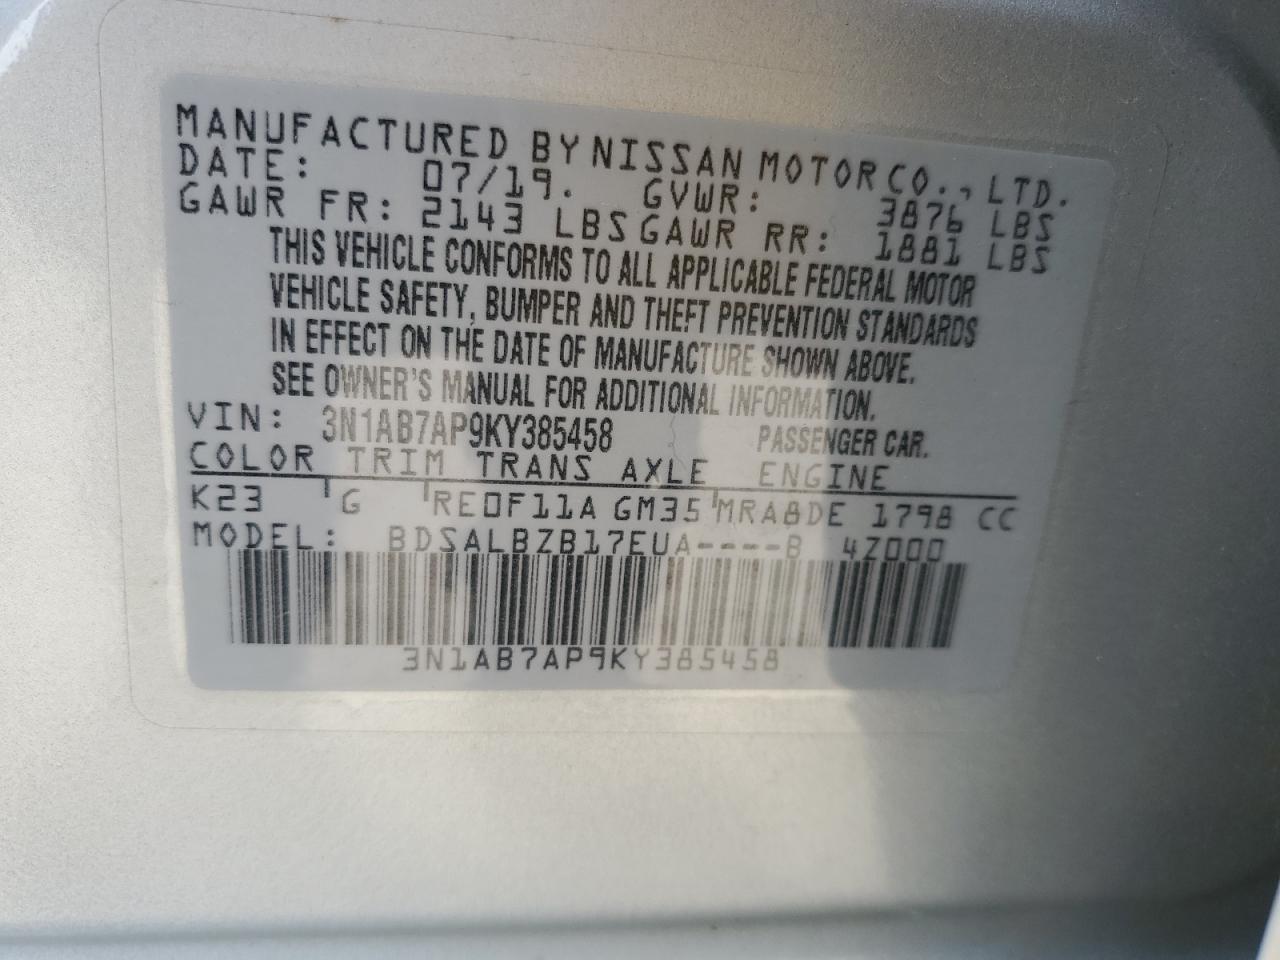 MANUFACTURED BY NISSAN MOTOR CO., LTD.
DATE: 07/19. GVWR: 3876 LBS
GAWR FR: 2143 LBS GAWR RR: 1881 LBS
THIS VEHICLE CONFORMS TO ALL APPLICABLE FEDERAL MOTOR
VEHICLE SAFETY, BUMPER AND THEFT PREVENTION STANDARDS
IN EFFECT ON THE DATE OF MANUFACTURE SHOWN ABOVE.
SEE OWNER'S MANUAL FOR ADDITIONAL INFORMATION.
VIN: 3N1AB7AP9KY385458 PASSENGER CAR.
COLOR TRIM TRANS AXLE ENGINE
K23 G RE0F11A GM35 MRA8DE 1798 CC
MODEL: BDSALBZB17EUA----B 4Z000
3N1AB7AP9KY385458